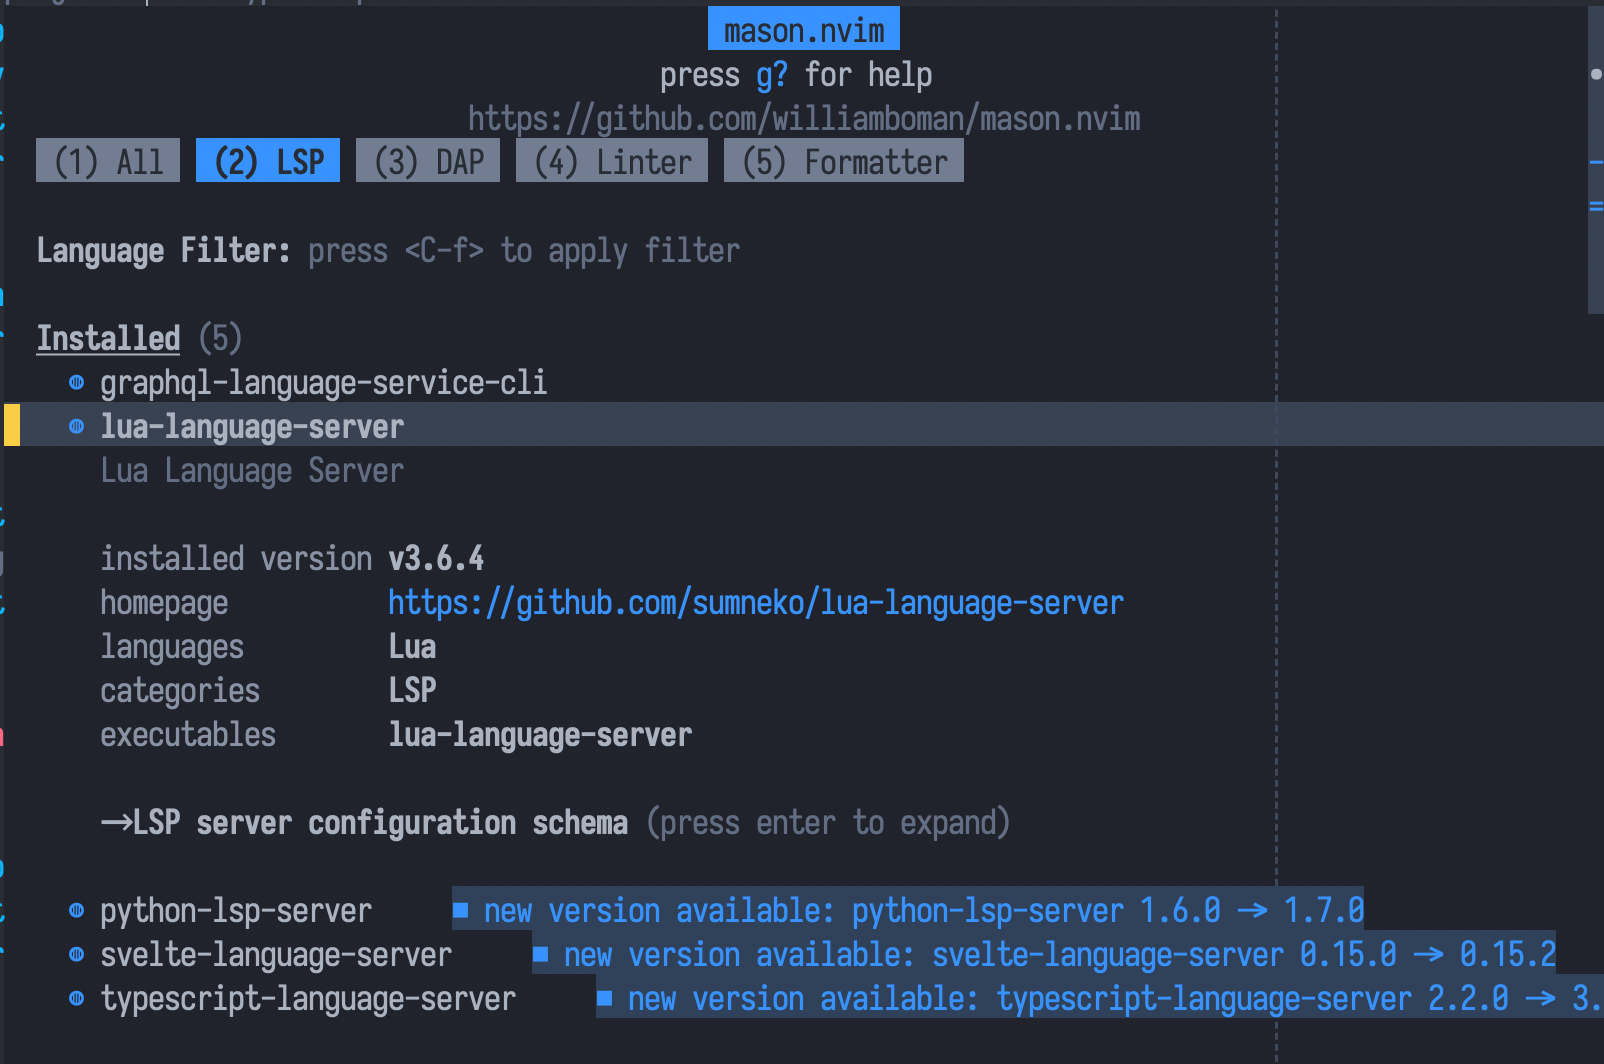 mason.nvim
press g? for help
https://github.com/williamboman/mason.nvim
(1) All (2) LSP (3) DAP (4) Linter (5) Formatter
Language Filter: press <C-f> to apply filter
Installed (5)
◍ graphql-language-service-cli
◍ lua-language-server
Lua Language Server
installed version v3.6.4
homepage https://github.com/sumneko/lua-language-server
languages Lua
categories LSP
executables lua-language-server
→LSP server configuration schema (press enter to expand)
◍ python-lsp-server ■ new version available: python-lsp-server 1.6.0 -> 1.7.0
◍ svelte-language-server ■ new version available: svelte-language-server 0.15.0 -> 0.15.2
◍ typescript-language-server ■ new version available: typescript-language-server 2.2.0 -> 3.